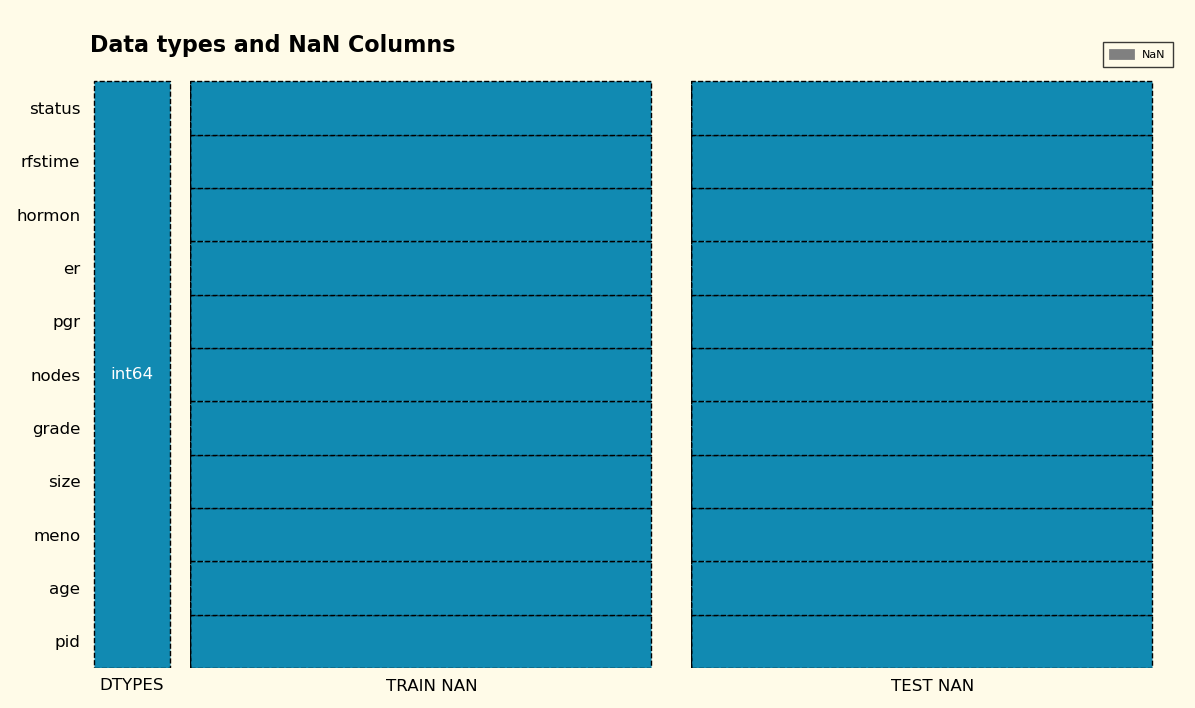 Data types and NaN Columns
NaN
status
rfstime
hormon
er
pgr
nodes
int64
grade
size
meno
age
pid
DTYPES
TRAIN NAN
TEST NAN